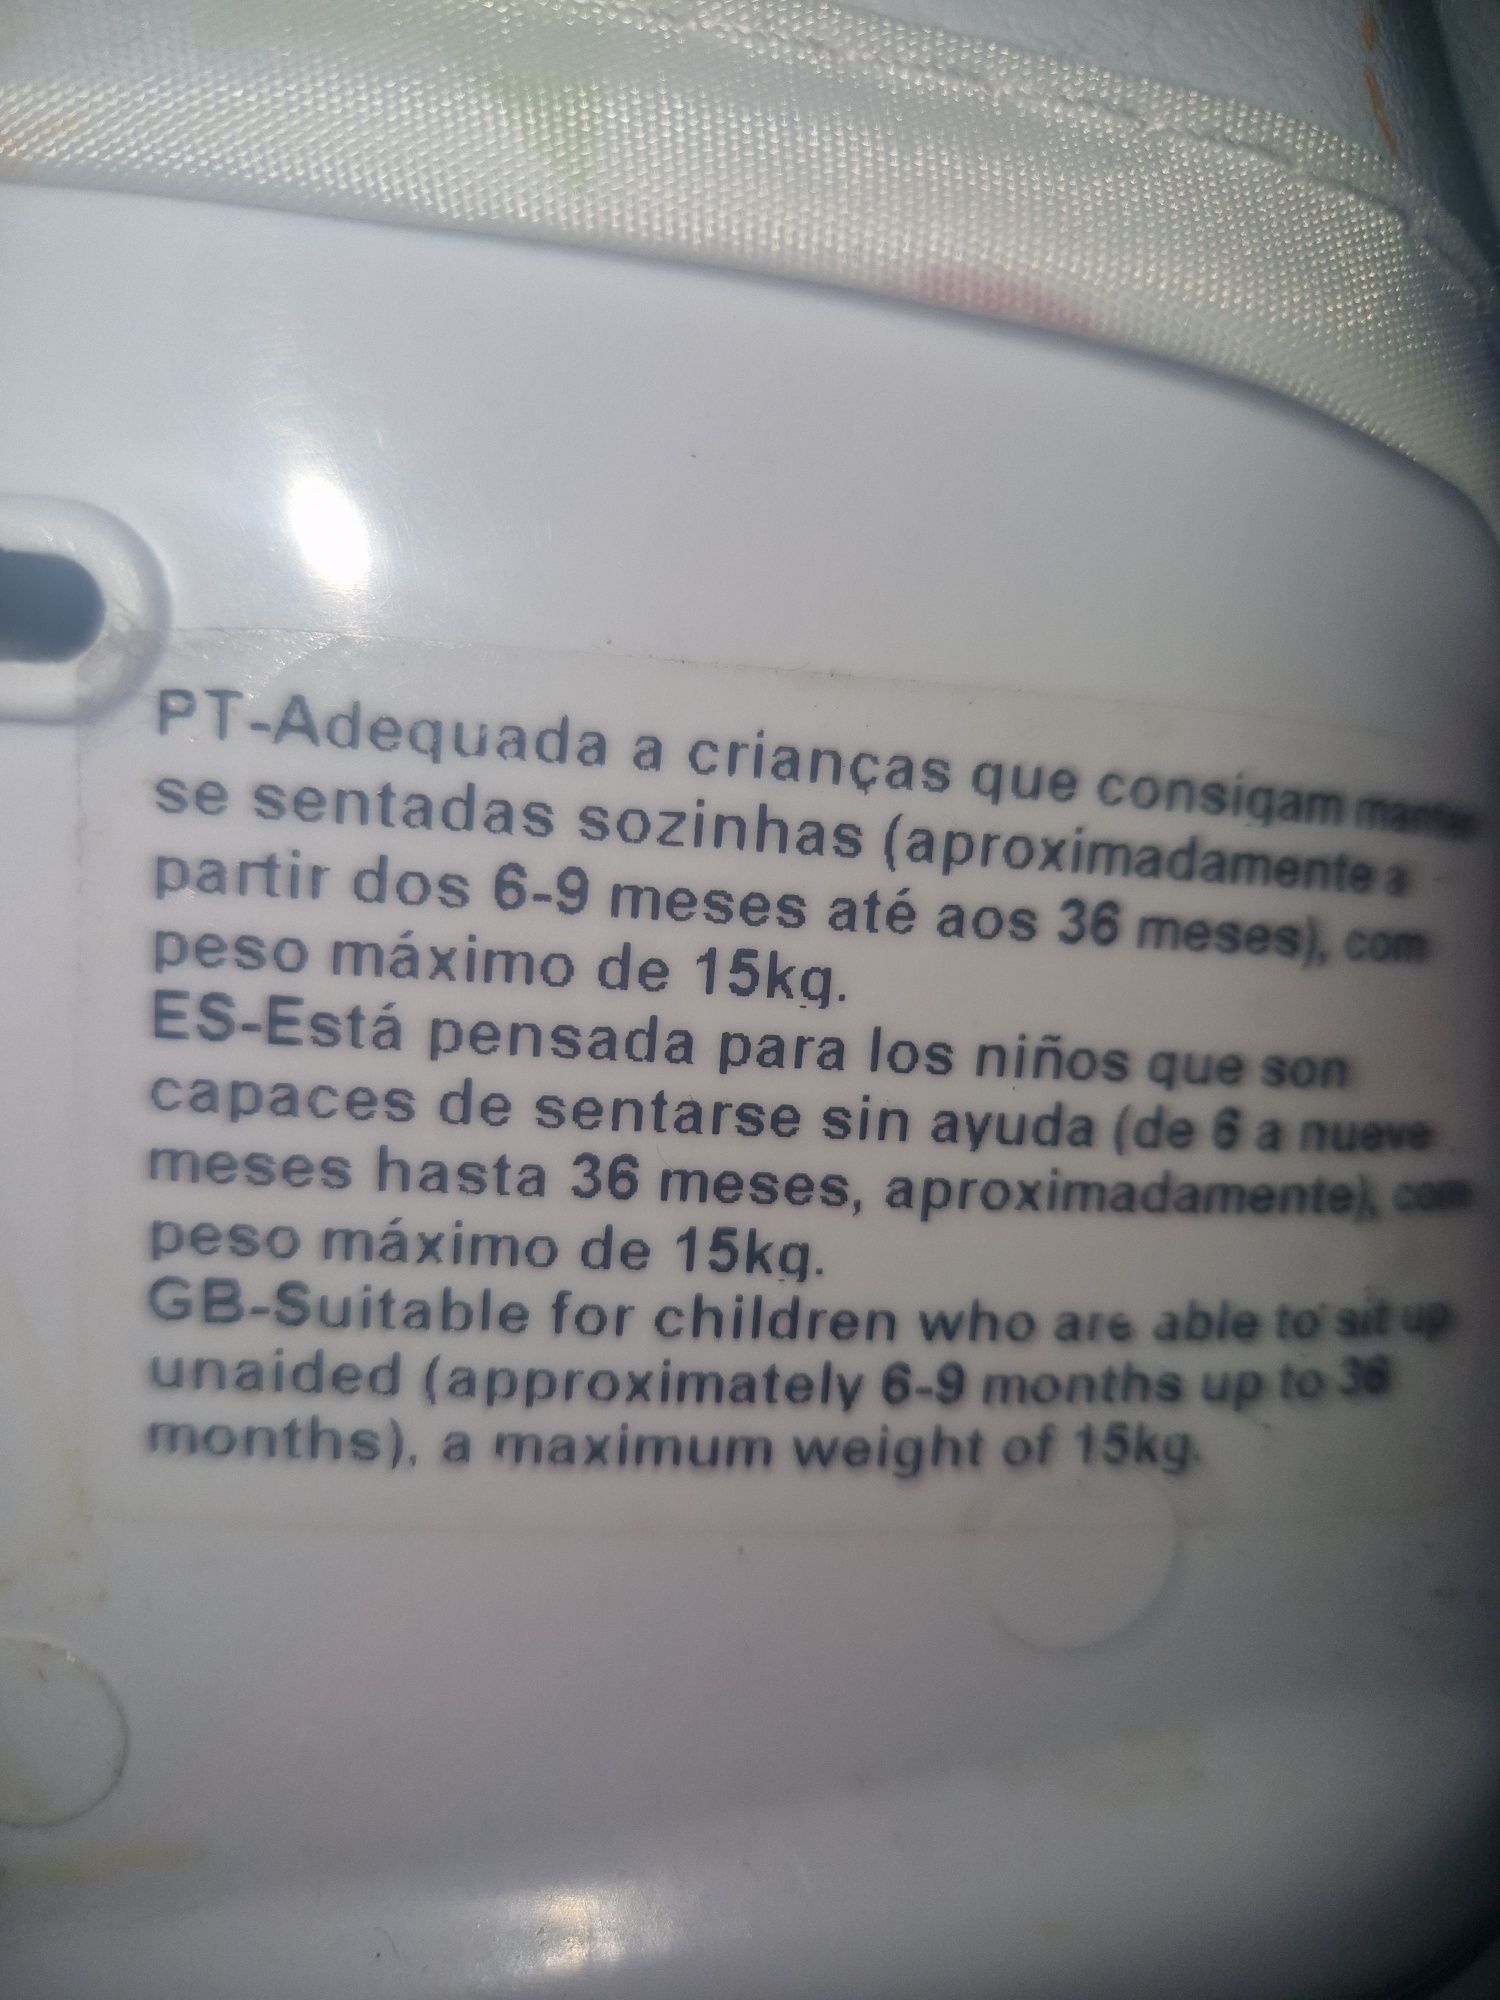 PT-Adequada a crianças que consigam
se sentadas sozinhas (aproximadamente a
partir dos 6-9 meses até aos 36 meses), com
peso máximo de 15kg.
ES-Está pensada para los niños que son
capaces de sentarse sin ayuda (de 6 a nueve
meses hasta 36 meses, aproximadamente), com
peso máximo de 15kg.
GB-Suitable for children who are able to sit up
unaided (approximately 6-9 months up to 36
months), a maximum weight of 15kg.